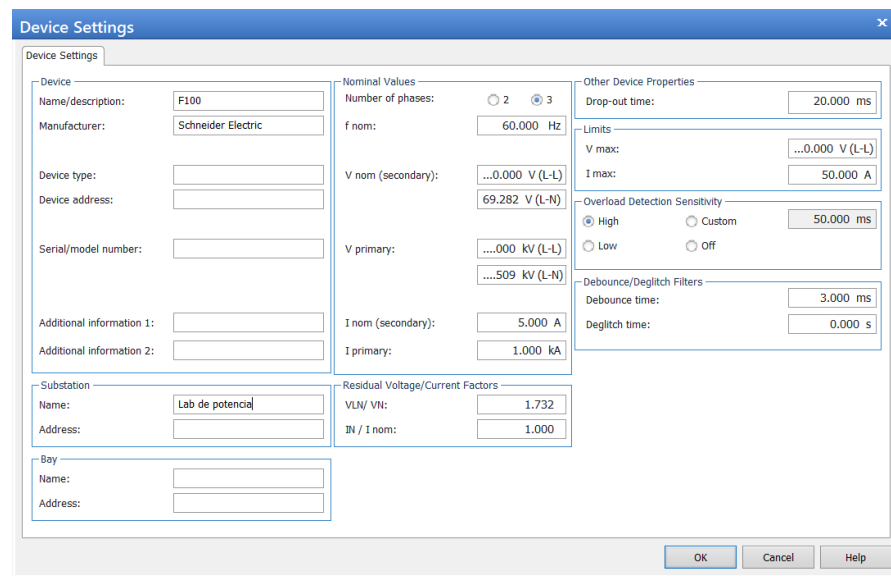 Device Settings
x
Device Settings
Device
Name/description: F100
Manufacturer: Schneider Electric
Device type:
Device address:
Serial/model number:
Additional information 1:
Additional information 2:
Substation
Name: Lab de potencia
Address:
Bay
Name:
Address:
Nominal Values
Number of phases: 2 3
f nom: 60.000 Hz
V nom (secondary): ...0.000 V (L-L)
69.282 V (L-N)
V primary: ....000 kV (L-L)
....509 kV (L-N)
I nom (secondary): 5.000 A
I primary: 1.000 kA
Residual Voltage/Current Factors
VLN/ VN: 1.732
IN / I nom: 1.000
Other Device Properties
Drop-out time: 20.000 ms
Limits
V max: ...0.000 V (L-L)
I max: 50.000 A
Overload Detection Sensitivity
High Custom 50.000 ms
Low Off
Debounce/Deglitch Filters
Debounce time: 3.000 ms
Deglitch time: 0.000 s
OK Cancel Help